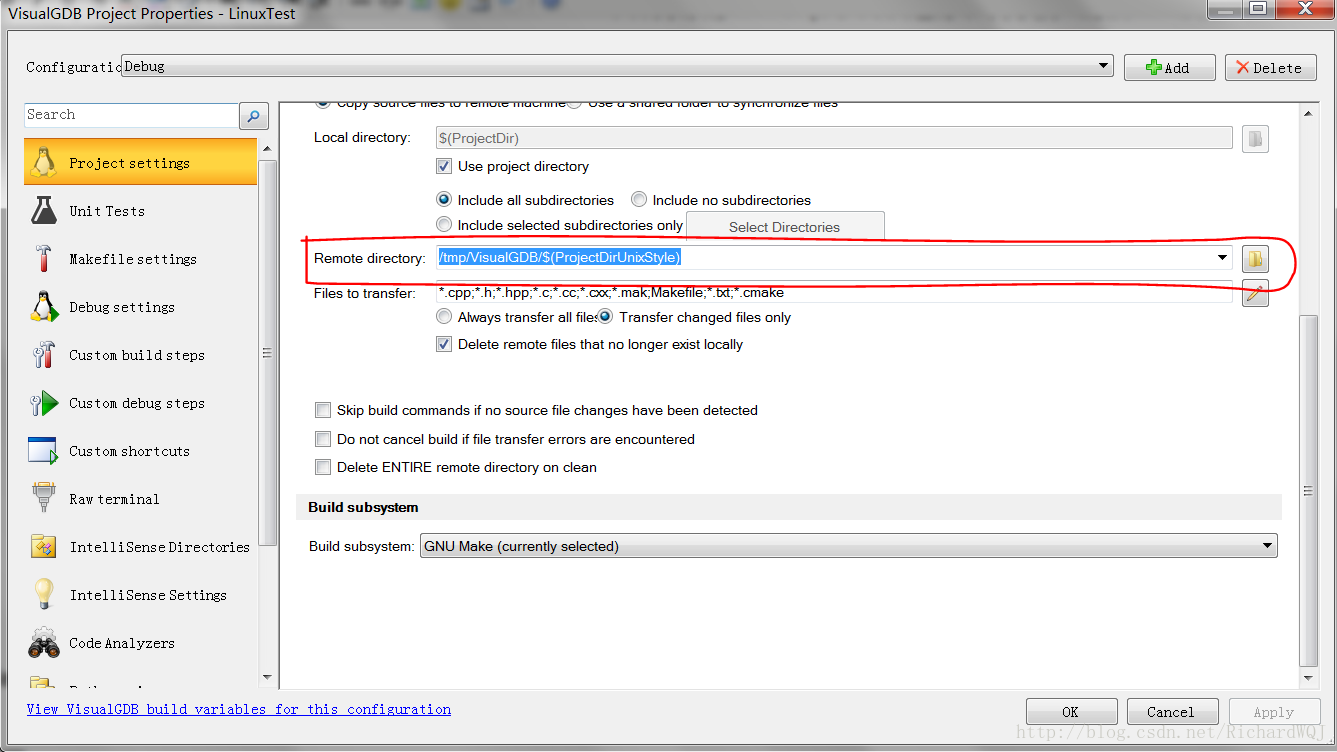 VisualGDB Project Properties - LinuxTest
Configuratic Debug Add Delete
Search
Project settings
Unit Tests
Makefile settings
Debug settings
Custom build steps
Custom debug steps
Custom shortcuts
Raw terminal
IntelliSense Directories
IntelliSense Settings
Code Analyzers
Copy source files to remote machine Use a shared folder to synchronize files
Local directory: $(ProjectDir)
Use project directory
Include all subdirectories Include no subdirectories
Include selected subdirectories only Select Directories
Remote directory: /tmp/VisualGDB/$(ProjectDirUnixStyle)
Files to transfer: *.cpp;*.h;*.hpp;*.c;*.cc;*.cxx;*.mak;Makefile;*.txt;*.cmake
Always transfer all files Transfer changed files only
Delete remote files that no longer exist locally
Skip build commands if no source file changes have been detected
Do not cancel build if file transfer errors are encountered
Delete ENTIRE remote directory on clean
Build subsystem
Build subsystem: GNU Make (currently selected)
View VisualGDB build variables for this configuration
OK Cancel Apply
http://blog.csdn.net/RichardWQJ